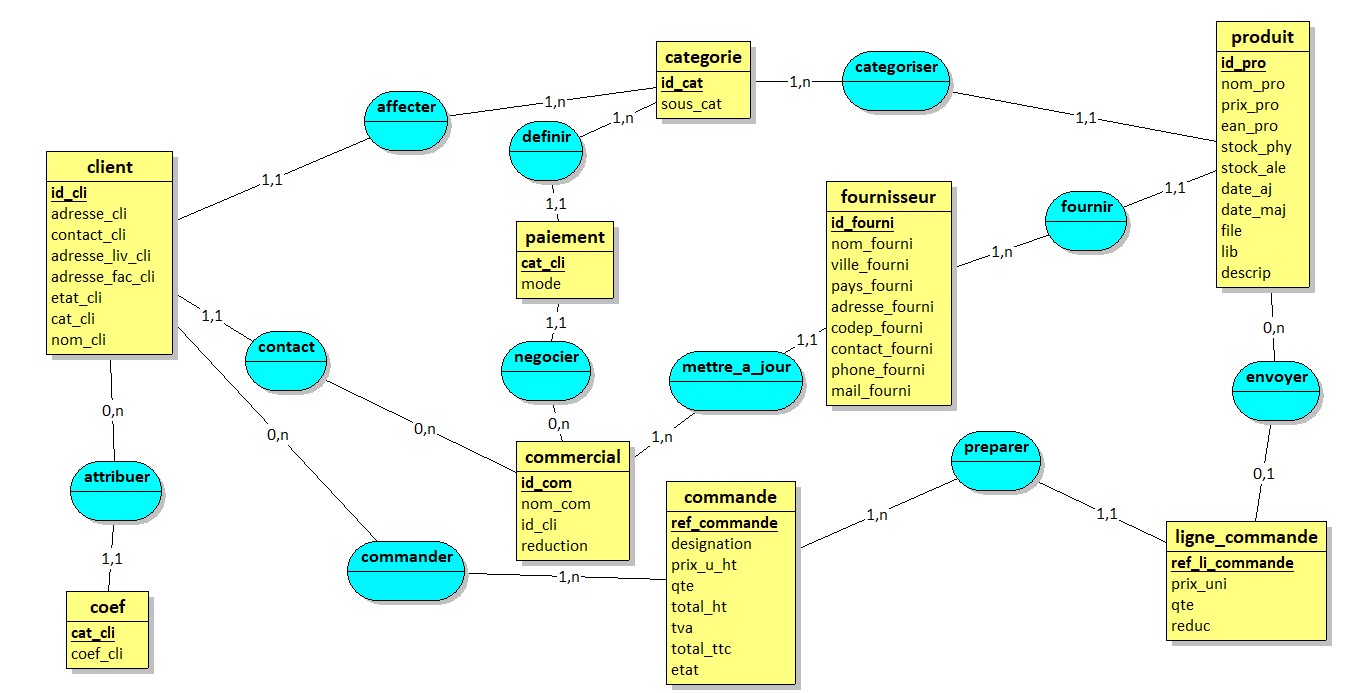 produit
id_pro
nom_pro
prix_pro
ean_pro
stock_phy
stock_ale
date_aj
date_maj
file
lib
descrip
categorie
id_cat
sous_cat
categoriser
1,n
1,1
affecter
1,n
1,1
definir
1,n
1,1
client
id_cli
adresse_cli
contact_cli
adresse_liv_cli
adresse_fac_cli
etat_cli
cat_cli
nom_cli
fournisseur
id_fourni
nom_fourni
ville_fourni
pays_fourni
adresse_fourni
codep_fourni
contact_fourni
phone_fourni
mail_fourni
fournir
1,1
1,n
paiement
cat_cli
mode
1,1
negocier
0,n
contact
1,1
0,n
mettre_a_jour
1,1
1,n
0,n
envoyer
0,1
commercial
id_com
nom_com
id_cli
reduction
0,n
attribuer
1,1
0,n
commander
1,n
commande
ref_commande
designation
prix_u_ht
qte
total_ht
tva
total_ttc
etat
preparer
1,n
1,1
ligne_commande
ref_li_commande
prix_uni
qte
reduc
coef
cat_cli
coef_cli